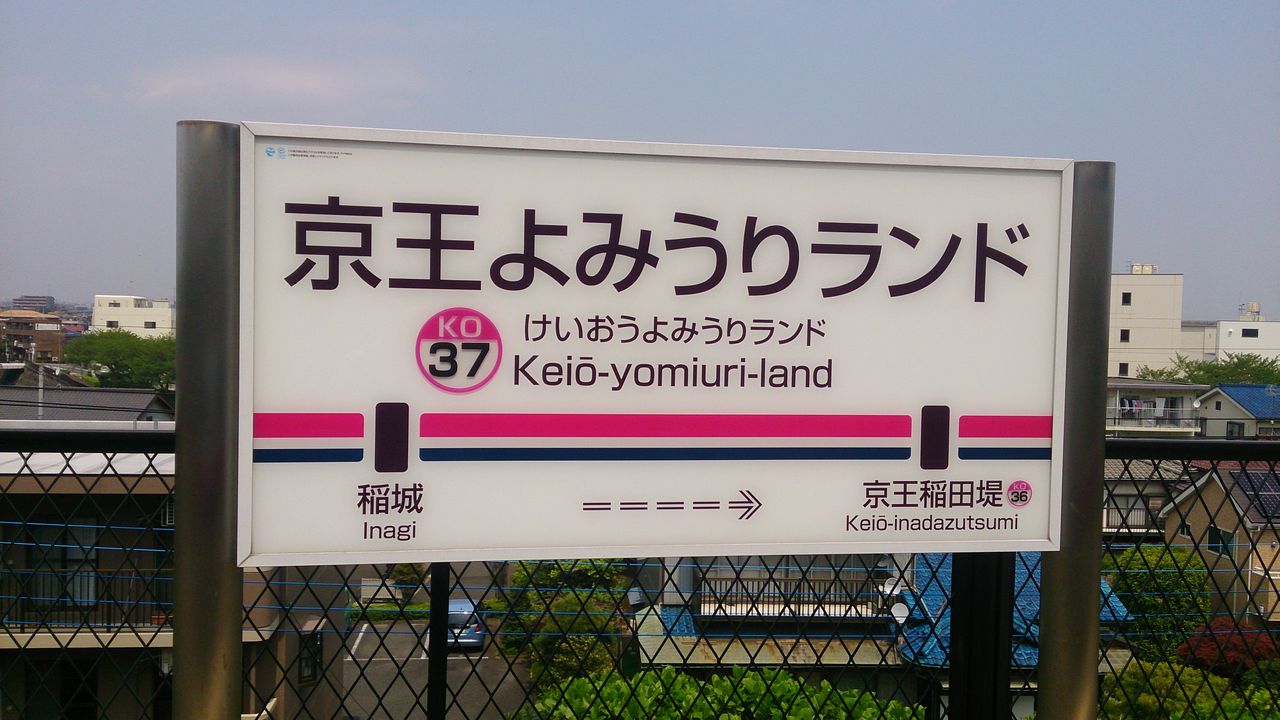 京王よみうりランド
KO
37
けいおうよみうりランド
Keiō-yomiuri-land
稲城
Inagi
京王稲田堤
KO
36
Keiō-inadazutsumi